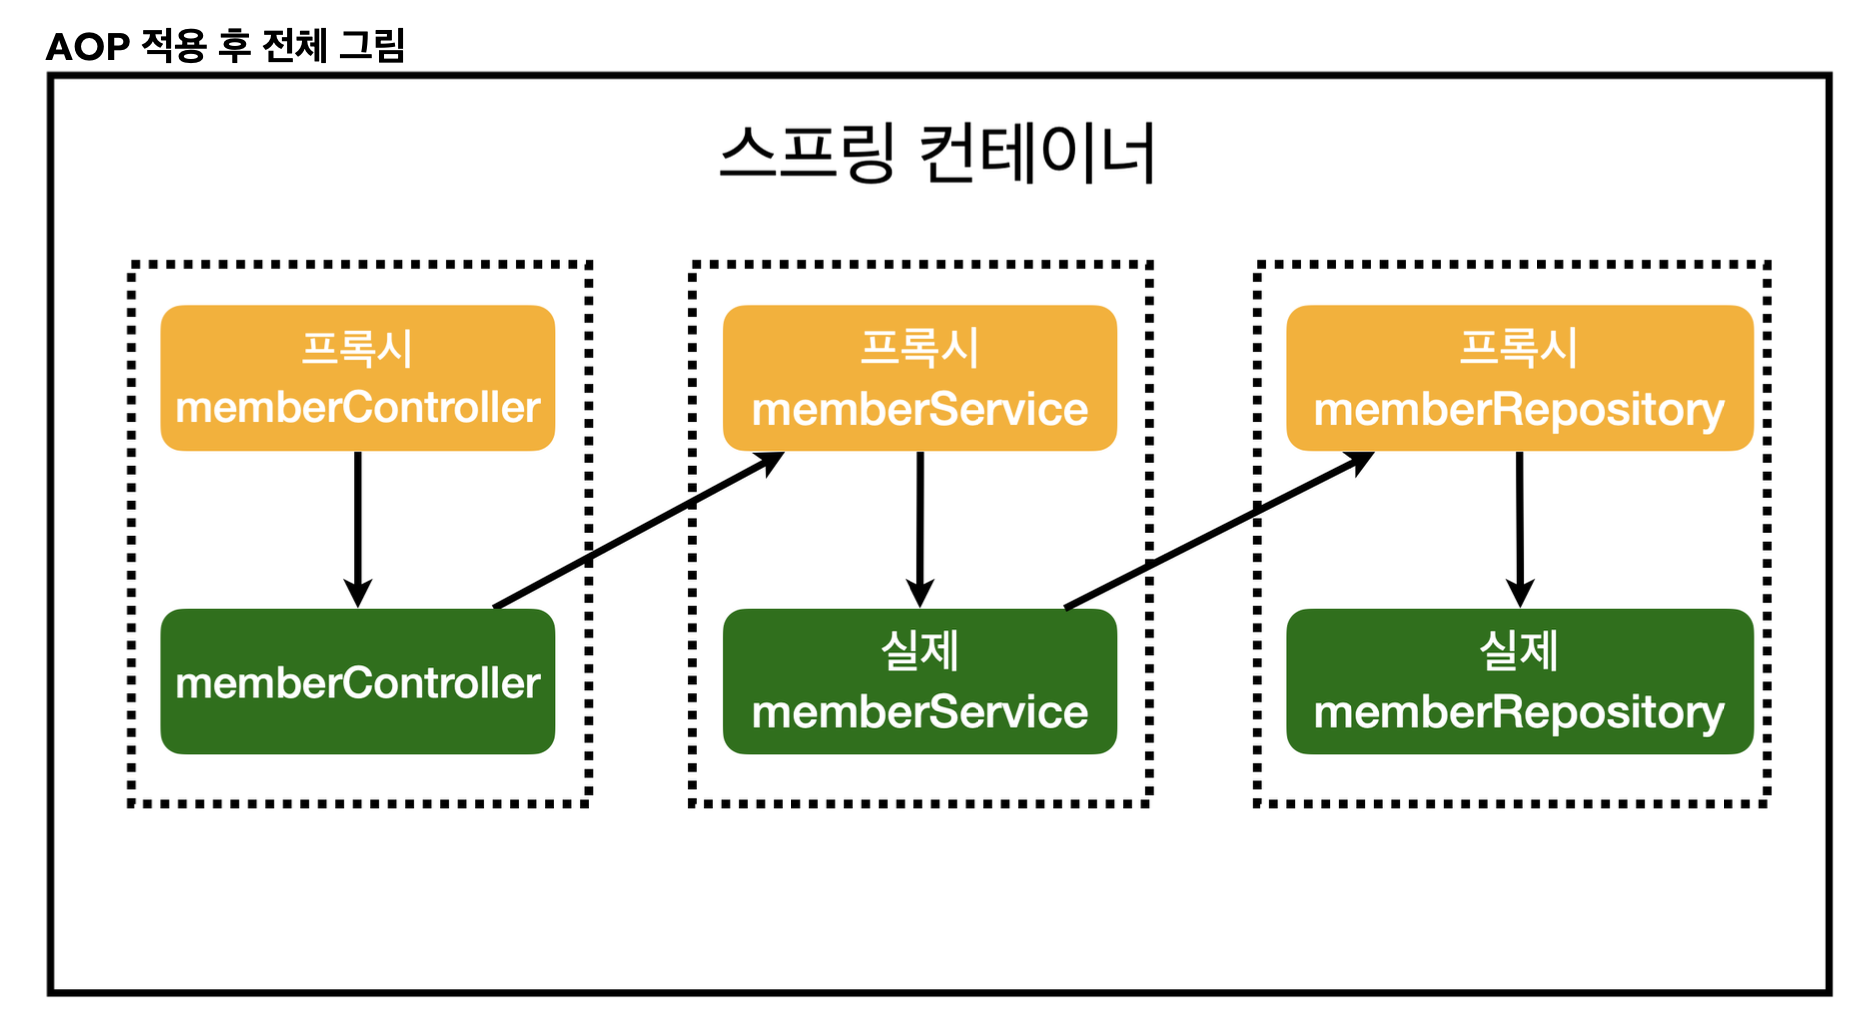 AOP 적용 후 전체 그림
스프링 컨테이너
프록시
memberController
프록시
memberService
프록시
memberRepository
memberController
실제
memberService
실제
memberRepository